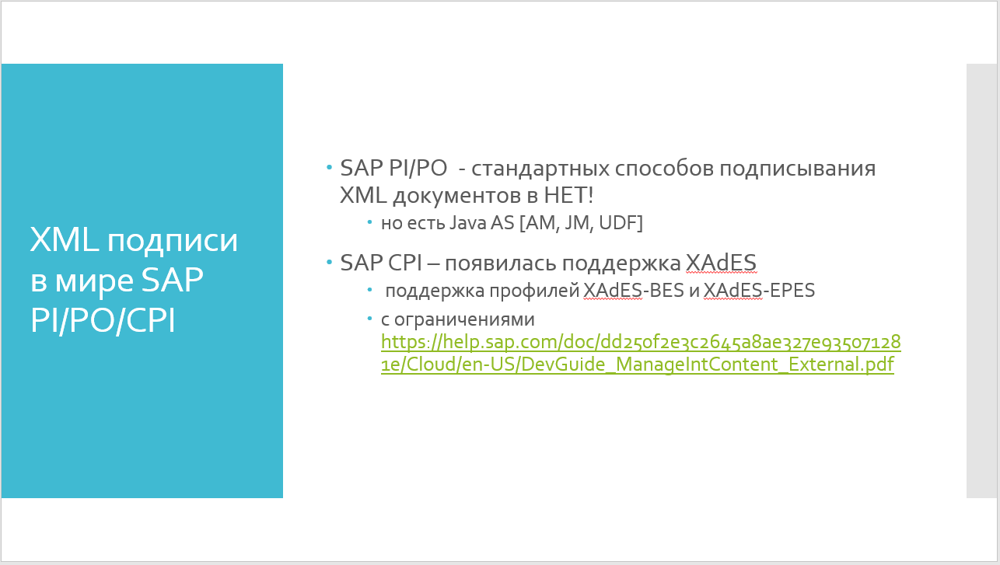 XML подписи
в мире SAP
PI/PO/CPI
• SAP PI/PO - стандартных способов подписывания
XML документов в НЕТ!
• но есть Java AS [AM, JM, UDF]
• SAP CPI – появилась поддержка XAdES
• поддержка профилей XAdES-BES и XAdES-EPES
• с ограничениями
https://help.sap.com/doc/dd250f2e3c2645a8ae327e93507128
1e/Cloud/en-US/DevGuide_ManageIntContent_External.pdf